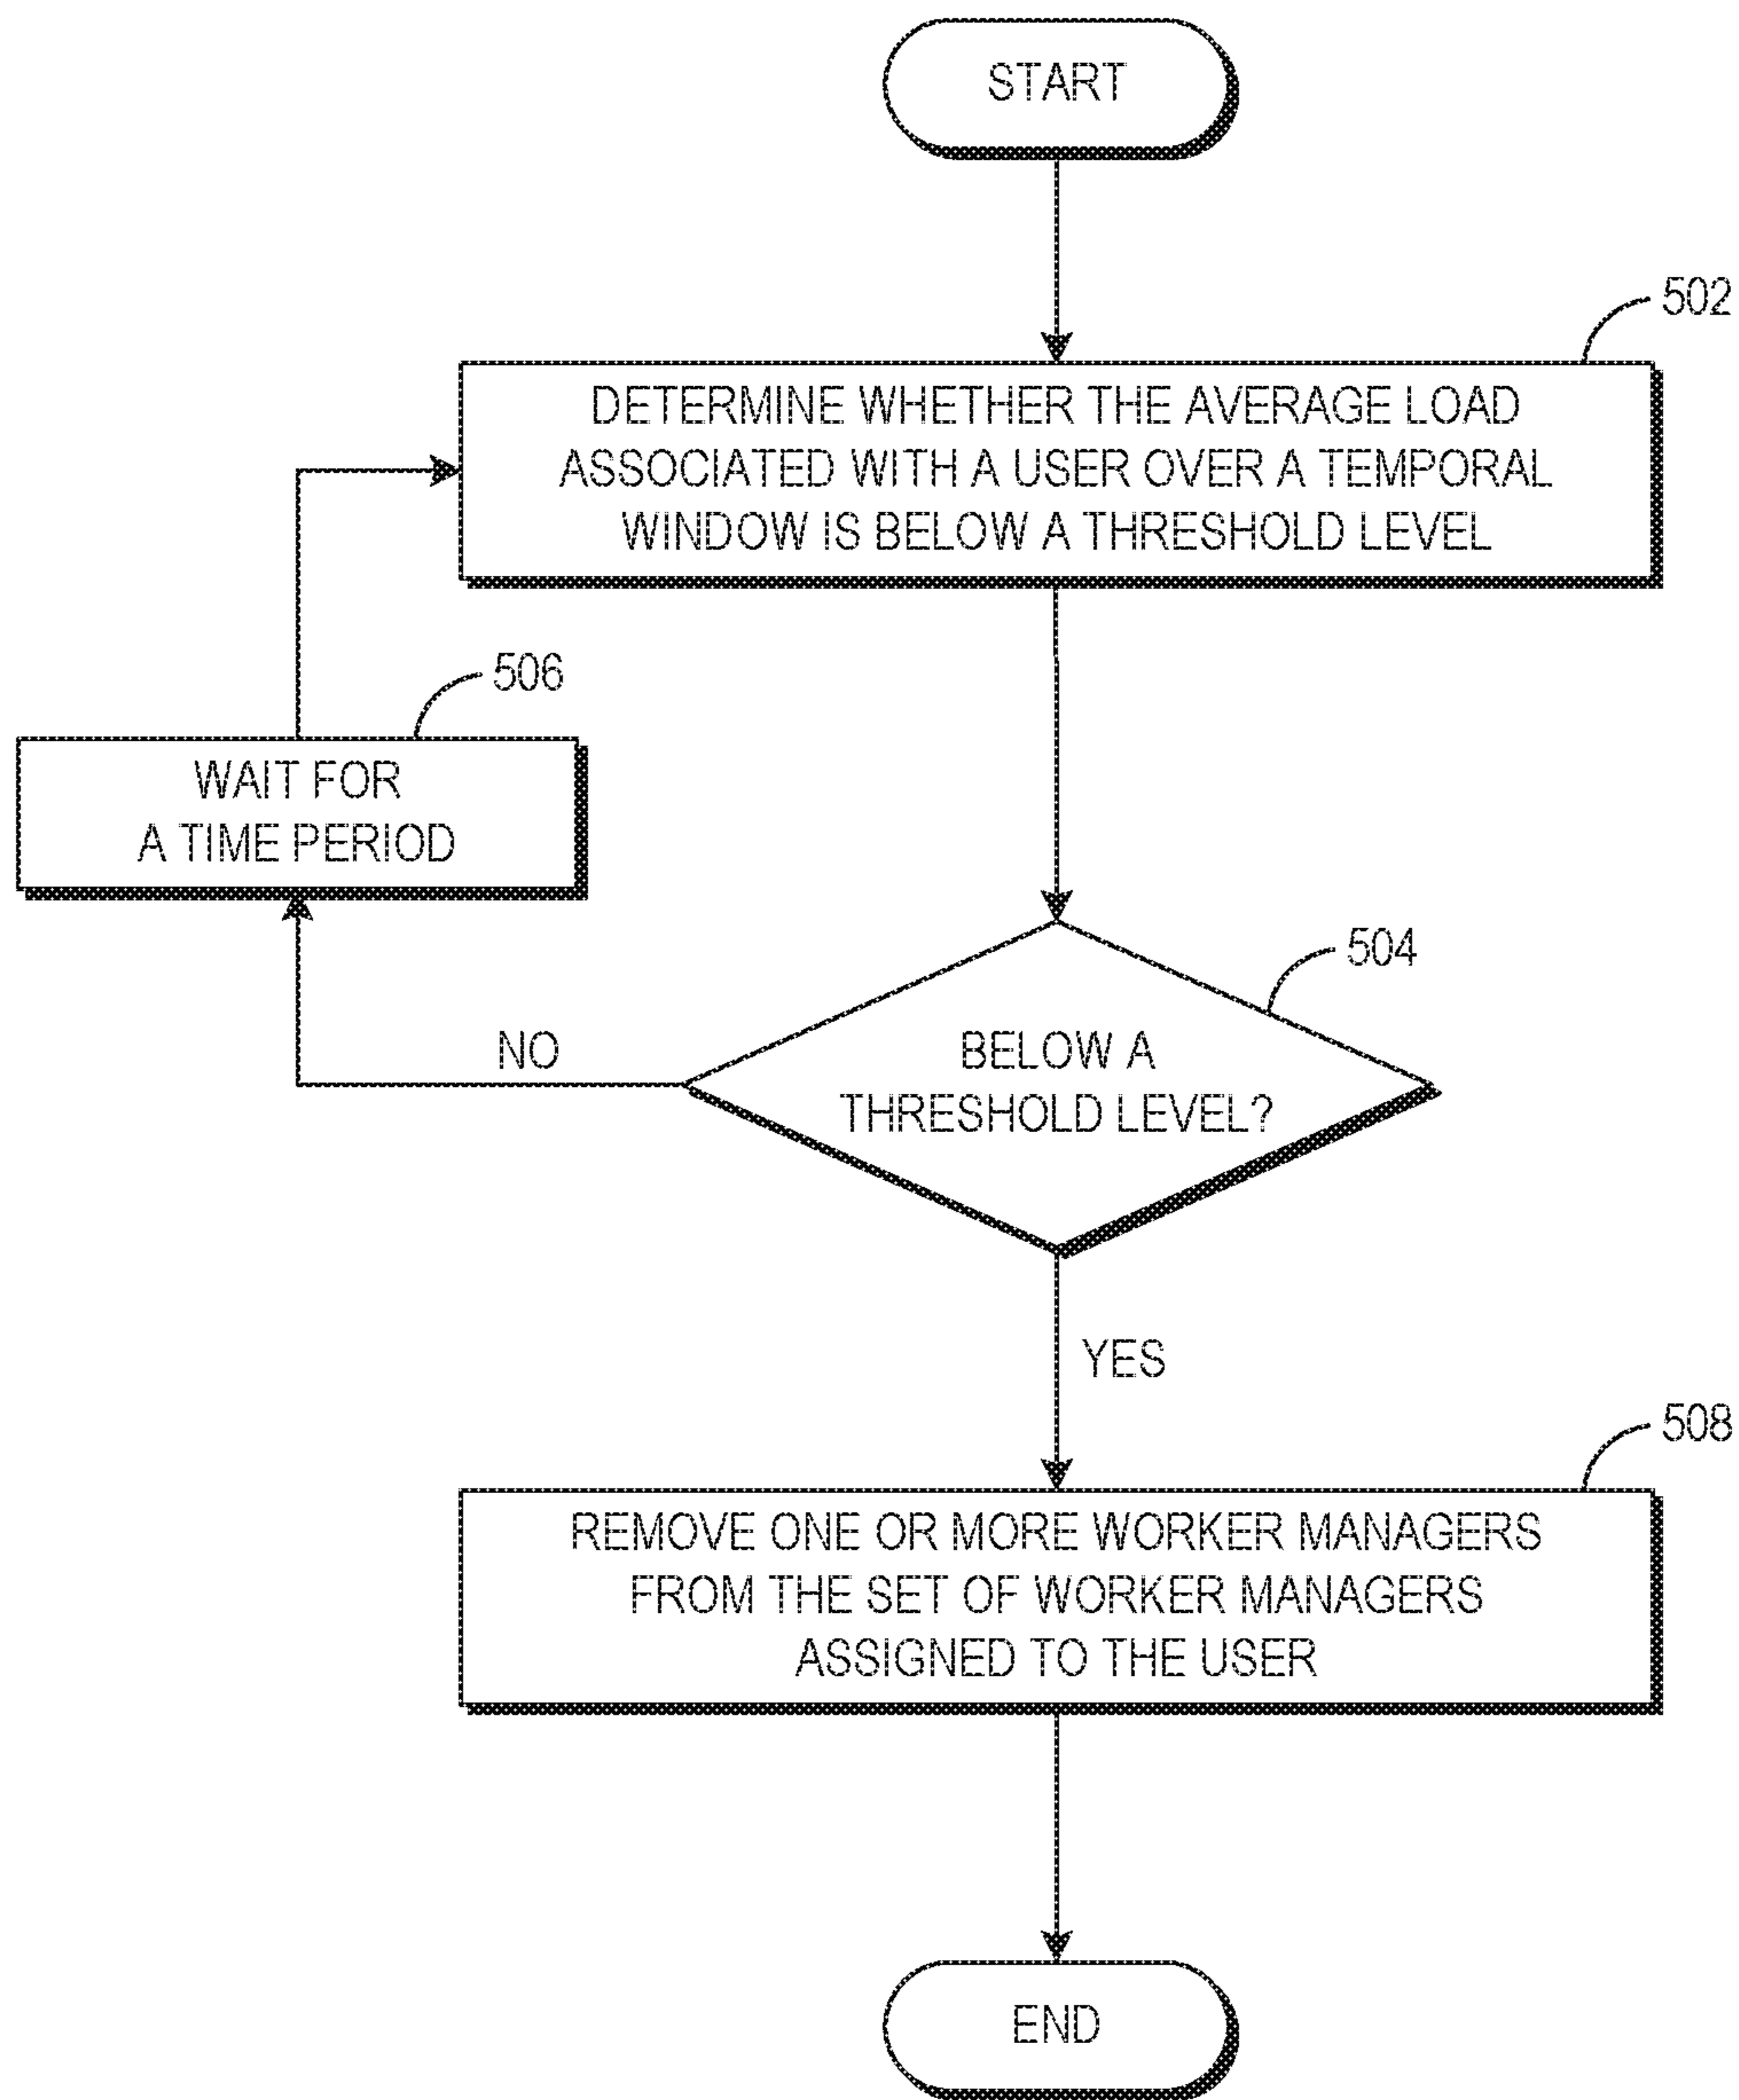 START
502
DETERMINE WHETHER THE AVERAGE LOAD
ASSOCIATED WITH A USER OVER A TEMPORAL
WINDOW IS BELOW A THRESHOLD LEVEL
506
WAIT FOR
A TIME PERIOD
504
NO
BELOW A
THRESHOLD LEVEL?
YES
508
REMOVE ONE OR MORE WORKER MANAGERS
FROM THE SET OF WORKER MANAGERS
ASSIGNED TO THE USER
END